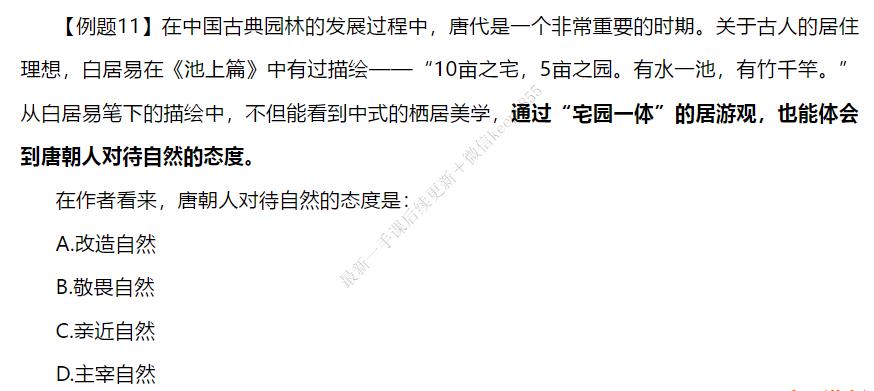 【例题11】在中国古典园林的发展过程中，唐代是一个非常重要的时期。关于古人的居住
理想，白居易在《池上篇》中有过描绘——“10亩之宅，5亩之园。有水一池，有竹千竿。”
从白居易笔下的描绘中，不但能看到中式的栖居美学，通过“宅园一体”的居游观，也能体会
到唐朝人对待自然的态度。
在作者看来，唐朝人对待自然的态度是：
A.改造自然
B.敬畏自然
C.亲近自然
D.主宰自然
最新一手课后续更新＋微信